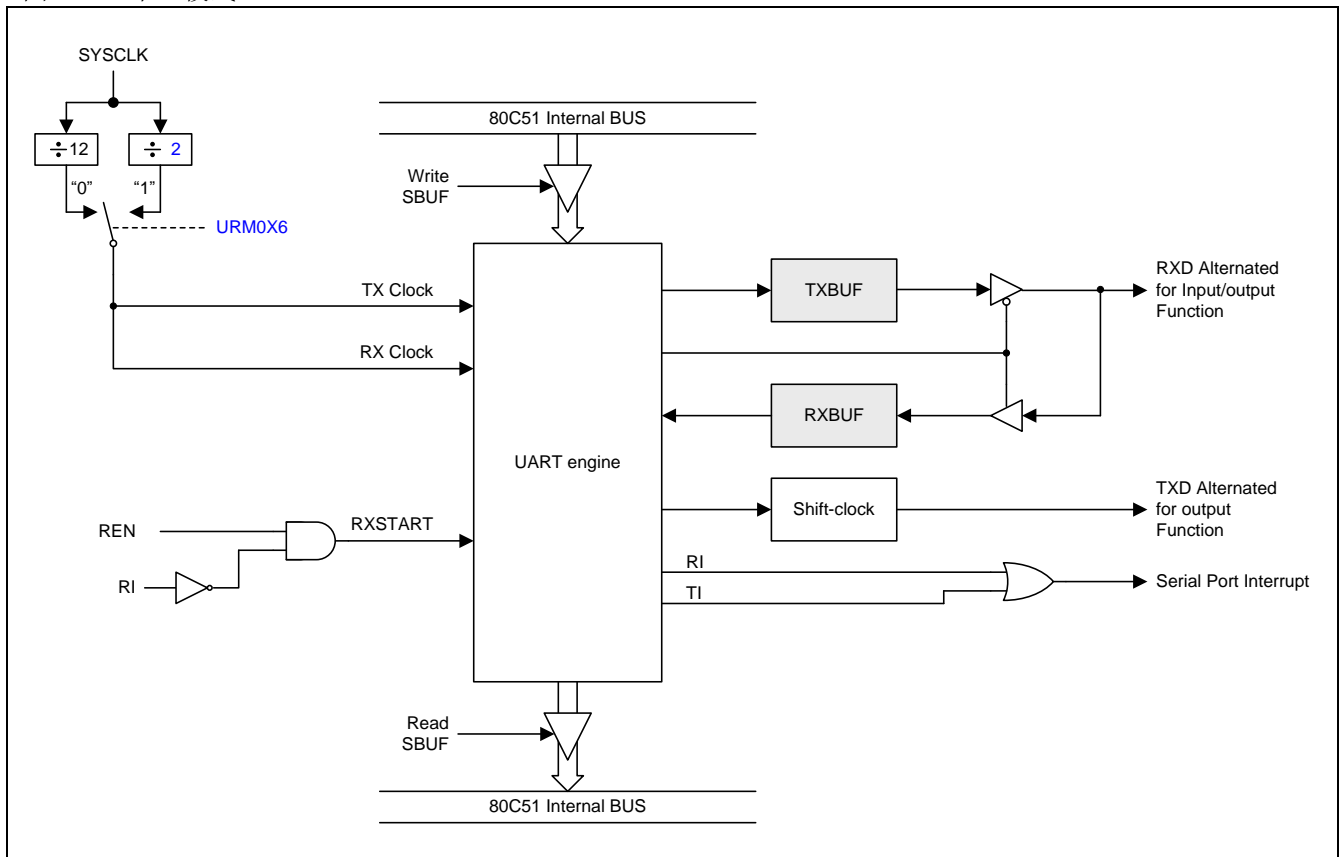 SYSCLK
÷12
÷ 2
“0”
“1”
URM0X6
80C51 Internal BUS
Write
SBUF
TX Clock
RX Clock
TXBUF
RXD Alternated
for Input/output
Function
RXBUF
UART engine
Shift-clock
TXD Alternated
for output
Function
REN
RXSTART
RI
RI
TI
Serial Port Interrupt
Read
SBUF
80C51 Internal BUS